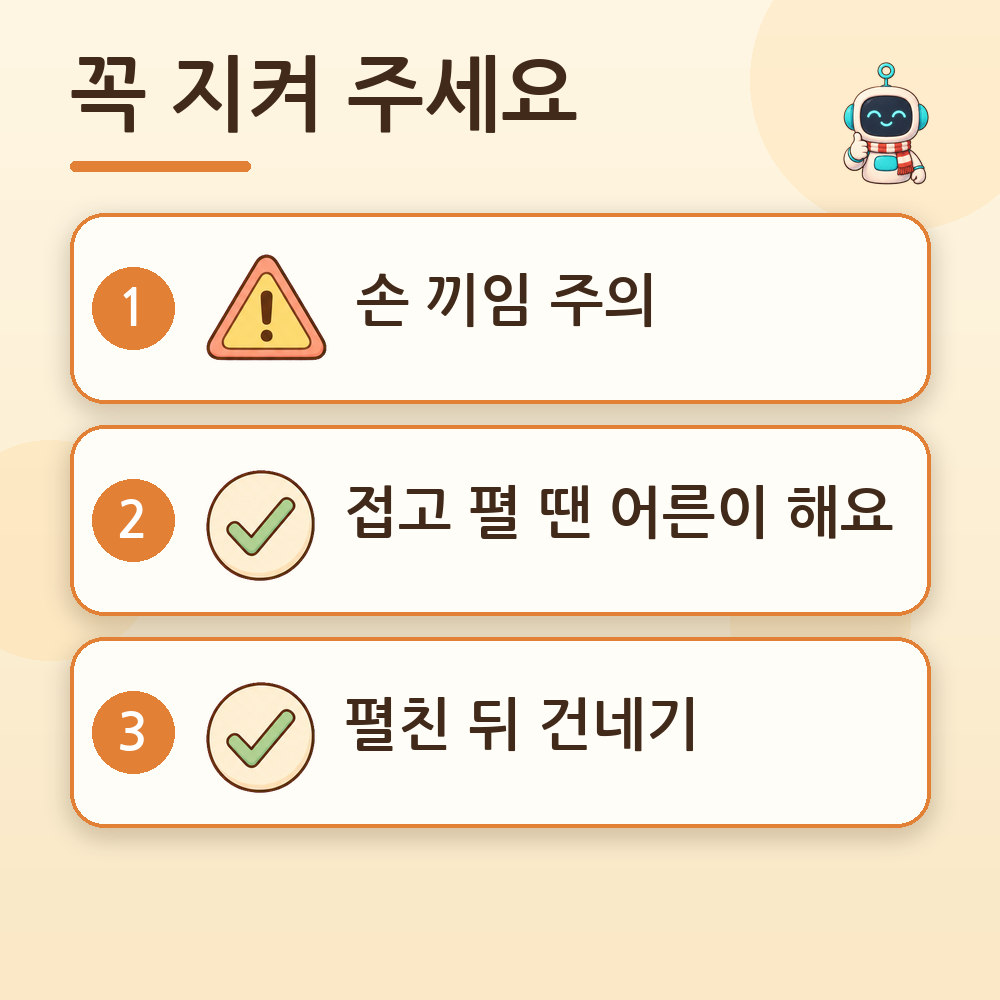 꼭 지켜 주세요
1 손 끼임 주의
2 접고 펼 땐 어른이 해요
3 펼친 뒤 건네기